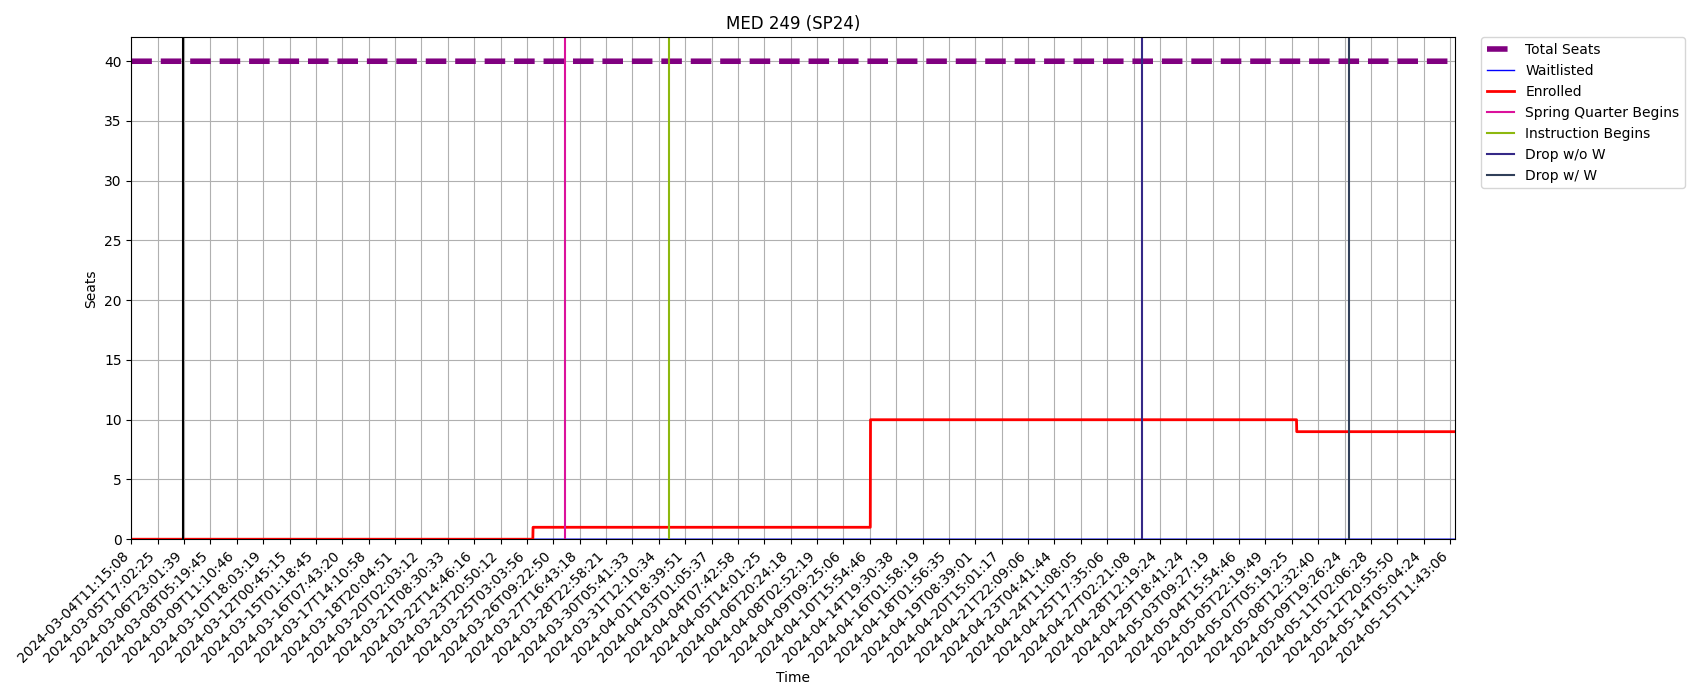 MED 249 (SP24)
Total Seats
Waitlisted
Enrolled
Spring Quarter Begins
Instruction Begins
Drop w/o W
Drop w/ W
Seats
40
35
30
25
20
15
10
5
0
2024-03-04T11:15:08
2024-03-05T17:02:25
2024-03-06T23:01:39
2024-03-08T05:19:45
2024-03-09T11:10:46
2024-03-10T18:03:19
2024-03-12T00:45:15
2024-03-15T01:18:45
2024-03-16T07:43:20
2024-03-17T14:10:58
2024-03-18T20:04:51
2024-03-20T02:03:12
2024-03-21T08:30:33
2024-03-22T14:46:16
2024-03-23T20:50:12
2024-03-25T03:03:56
2024-03-26T09:22:50
2024-03-27T16:43:18
2024-03-28T22:58:21
2024-03-30T05:41:33
2024-03-31T12:10:34
2024-04-01T18:39:51
2024-04-03T01:05:37
2024-04-04T07:42:58
2024-04-05T14:01:25
2024-04-06T20:24:18
2024-04-08T02:52:19
2024-04-09T09:25:06
2024-04-10T15:54:46
2024-04-14T19:30:38
2024-04-16T01:58:19
2024-04-18T01:56:35
2024-04-19T08:39:01
2024-04-20T15:01:17
2024-04-21T22:09:06
2024-04-23T04:41:44
2024-04-24T11:08:05
2024-04-25T17:35:06
2024-04-27T02:21:08
2024-04-28T12:19:24
2024-04-29T18:41:24
2024-05-03T09:27:19
2024-05-04T15:54:46
2024-05-05T22:19:49
2024-05-07T05:19:25
2024-05-08T12:32:40
2024-05-09T19:26:24
2024-05-11T02:06:28
2024-05-12T20:55:50
2024-05-14T05:04:24
2024-05-15T11:43:06
Time